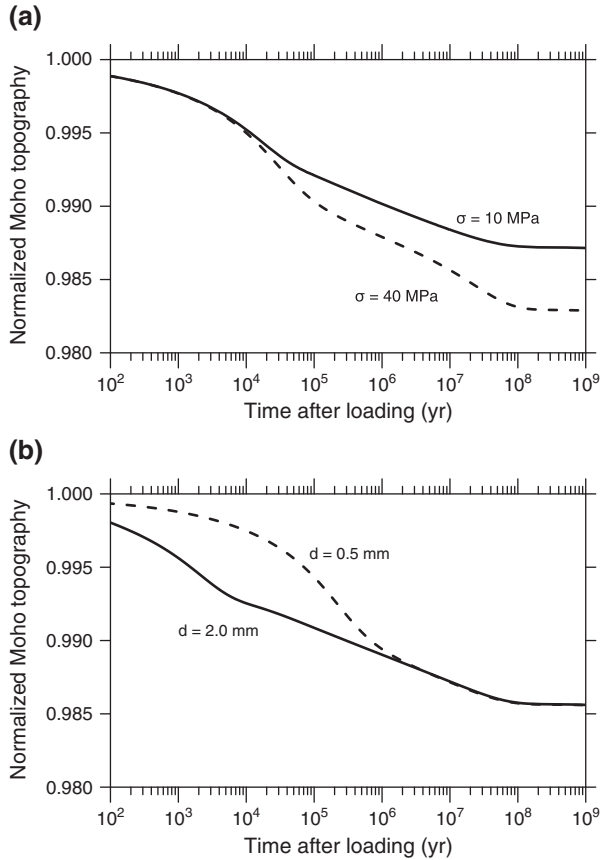 (a)
Normalized Moho topography
1.000
0.995
0.990
0.985
0.980
σ = 10 MPa
σ = 40 MPa
10² 10³ 10⁴ 10⁵ 10⁶ 10⁷ 10⁸ 10⁹
Time after loading (yr)
(b)
Normalized Moho topography
1.000
0.995
0.990
0.985
0.980
d = 0.5 mm
d = 2.0 mm
10² 10³ 10⁴ 10⁵ 10⁶ 10⁷ 10⁸ 10⁹
Time after loading (yr)